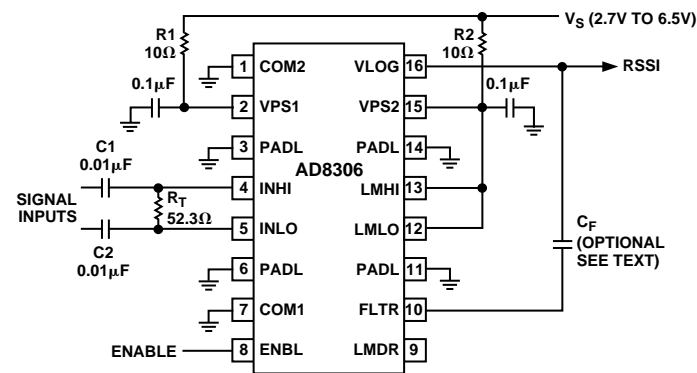 R1
10Ω
R2
10Ω
VS (2.7V TO 6.5V)
0.1μF
1 COM2
VLOG 16
RSSI
0.1μF
2 VPS1
VPS2 15
3 PADL
PADL 14
AD8306
C1
0.01μF
SIGNAL
INPUTS
RT
52.3Ω
4 INHI
LMHI 13
5 INLO
LMLO 12
C2
0.01μF
CF
(OPTIONAL
SEE TEXT)
6 PADL
PADL 11
7 COM1
FLTR 10
ENABLE
8 ENBL
LMDR 9